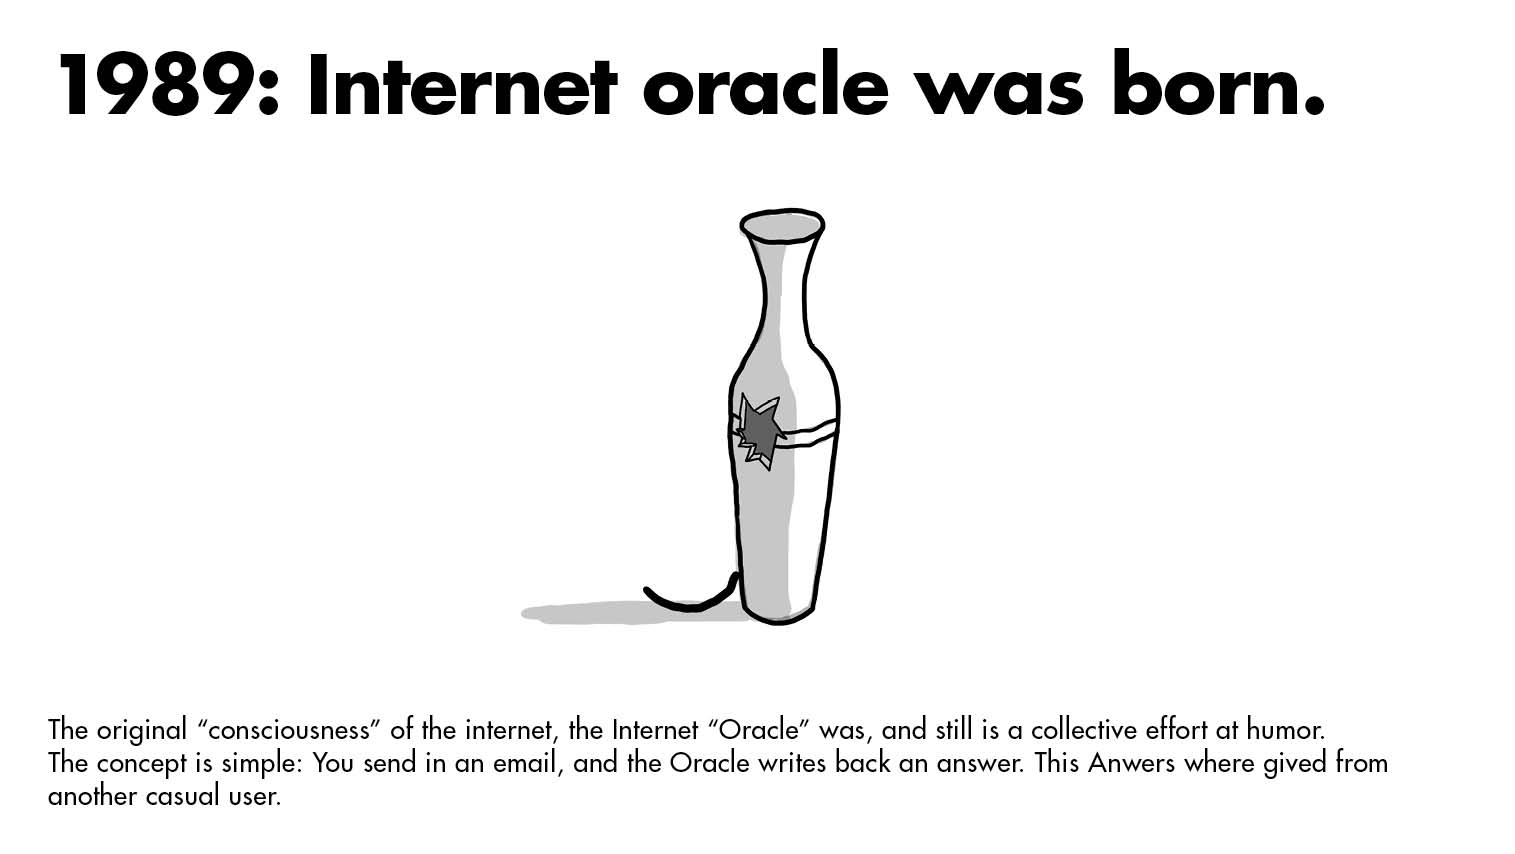 1989: Internet oracle was born.
The original “consciousness” of the internet, the Internet “Oracle” was, and still is a collective effort at humor.
The concept is simple: You send in an email, and the Oracle writes back an answer. This Anwers where gived from
another casual user.